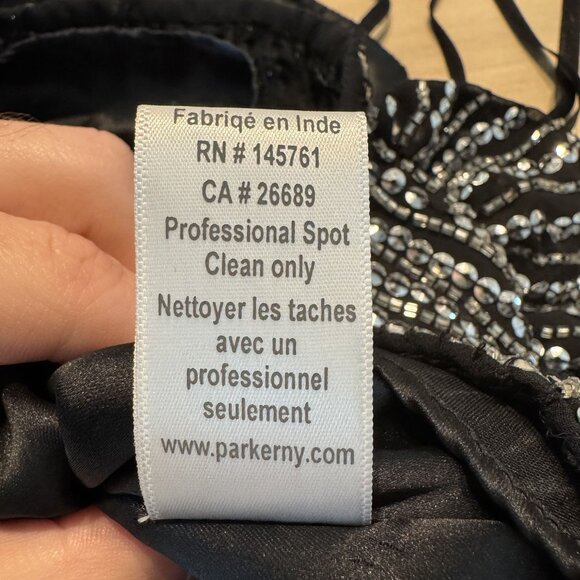 Fabriqé en Inde
RN # 145761
CA # 26689
Professional Spot
Clean only
Nettoyer les taches
avec un
professionnel
seulement
www.parkerny.com